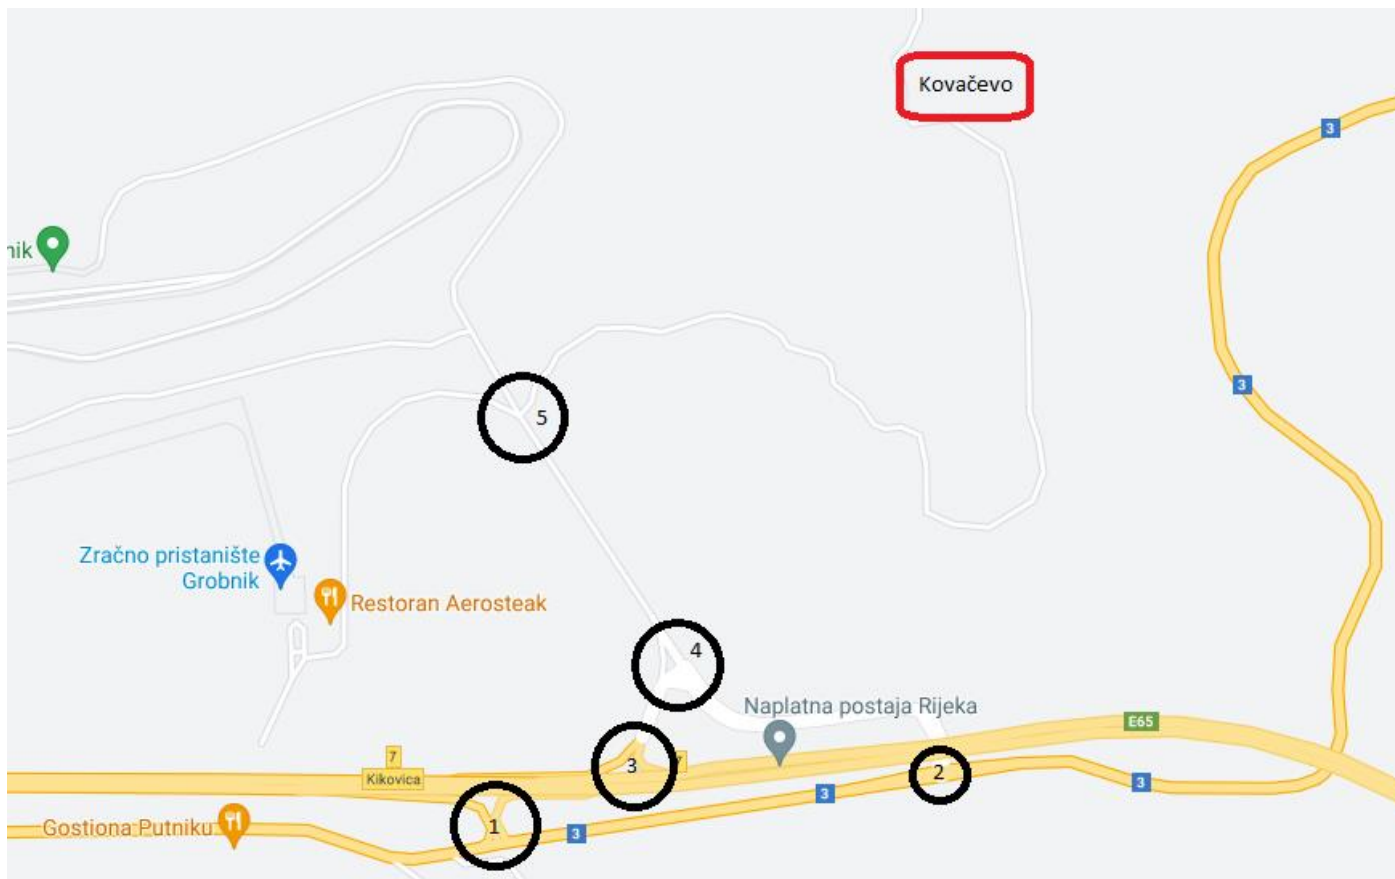 Kovačevo
3
nik
3
5
Zračno pristanište
Grobnik
Restoran Aerosteak
4
Naplatna postaja Rijeka
E65
7
Kikovica
3
7
2
3
3
Gostiona Putniku
1
3